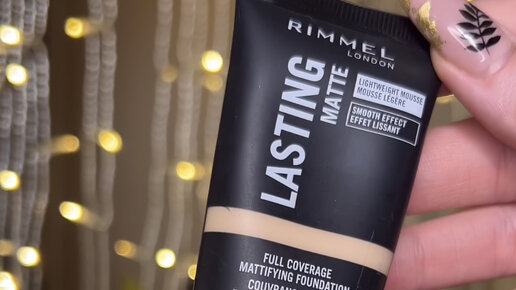 RIMMEL
LONDON
LASTING
MATTE
LIGHTWEIGHT MOUSSE
MOUSSE LÉGÈRE
SMOOTH EFFECT
EFFET LISSANT
FULL COVERAGE
MATTIFYING FOUNDATION